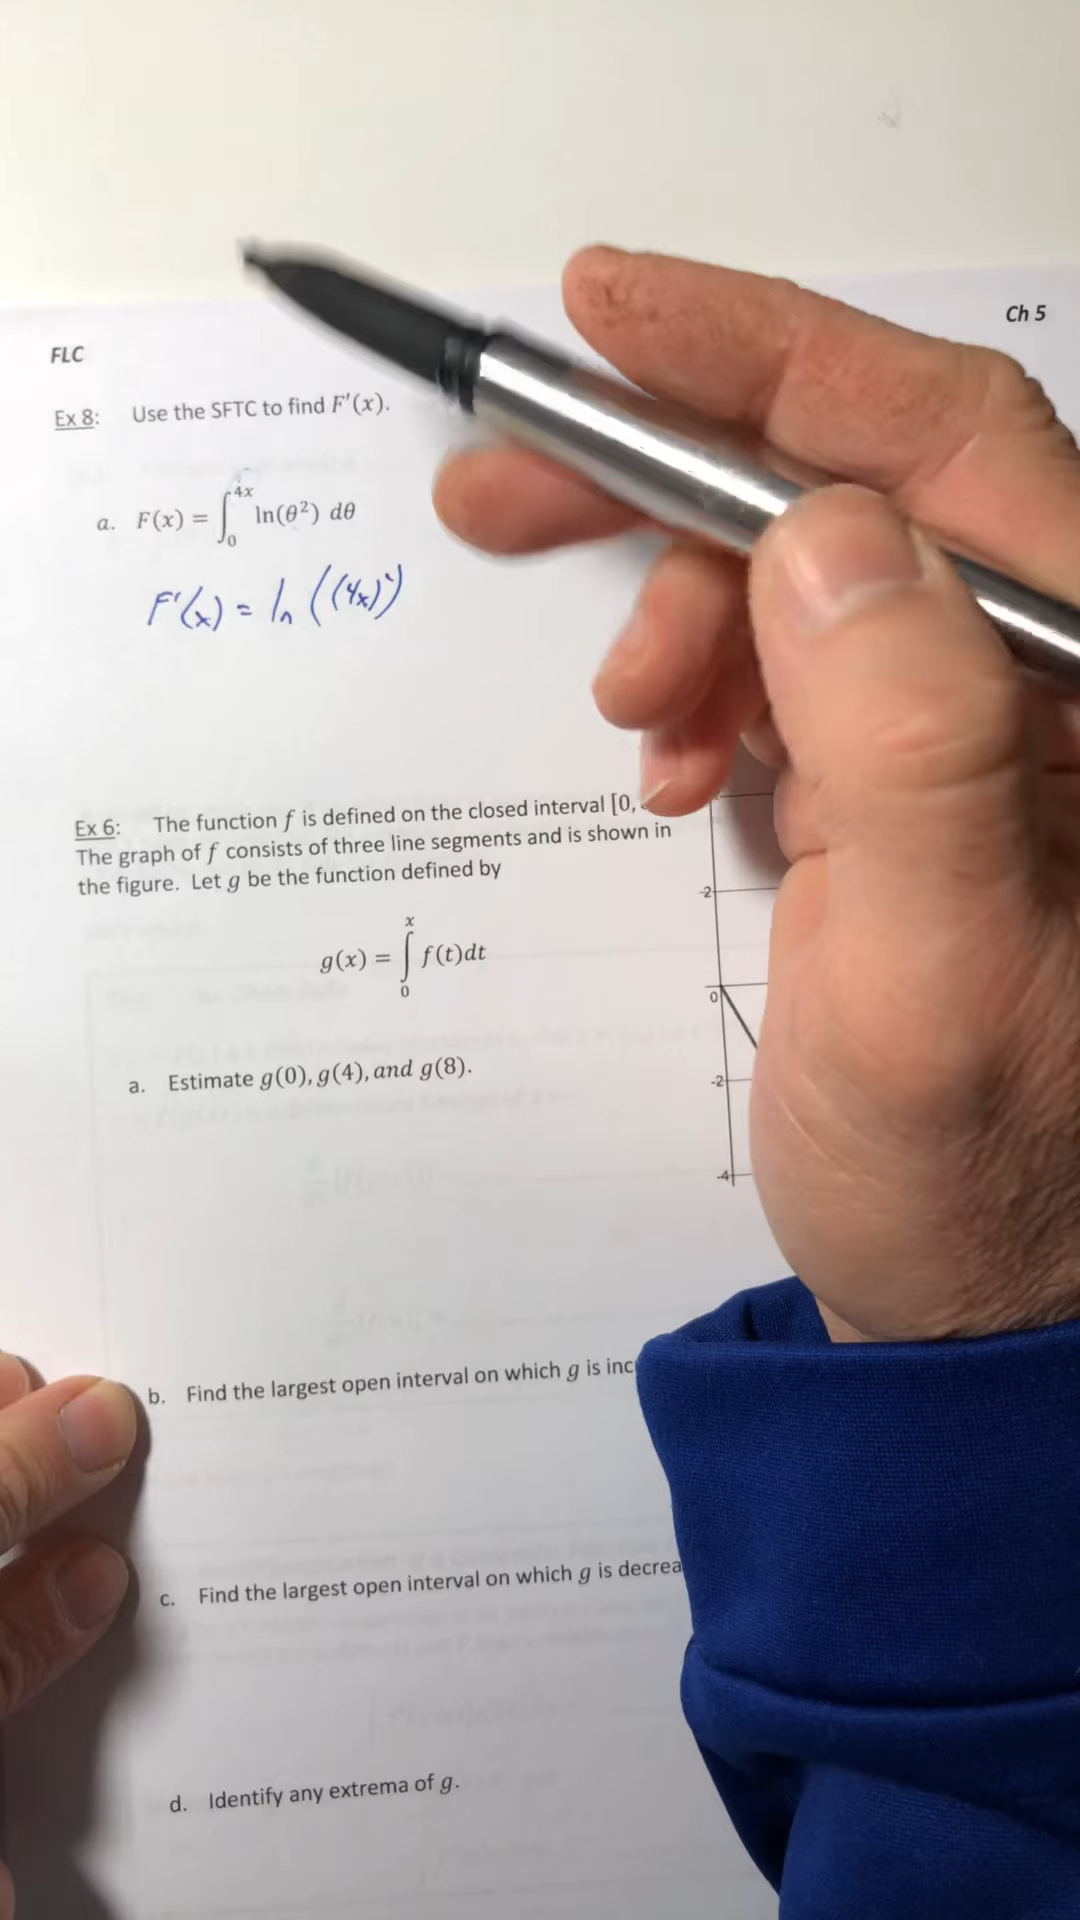 Ch 5
FLC
Ex 8: Use the SFTC to find F′(x).
a. F(x) = ∫₀⁴ˣ ln(θ²) dθ
F'(x) = ln ((4x)²)
Ex 6: The function f is defined on the closed interval [0,
The graph of f consists of three line segments and is shown in
the figure. Let g be the function defined by
g(x) = ∫₀ˣ f(t)dt
a. Estimate g(0), g(4), and g(8).
b. Find the largest open interval on which g is inc
c. Find the largest open interval on which g is decrea
d. Identify any extrema of g.
2
0
-2
-4